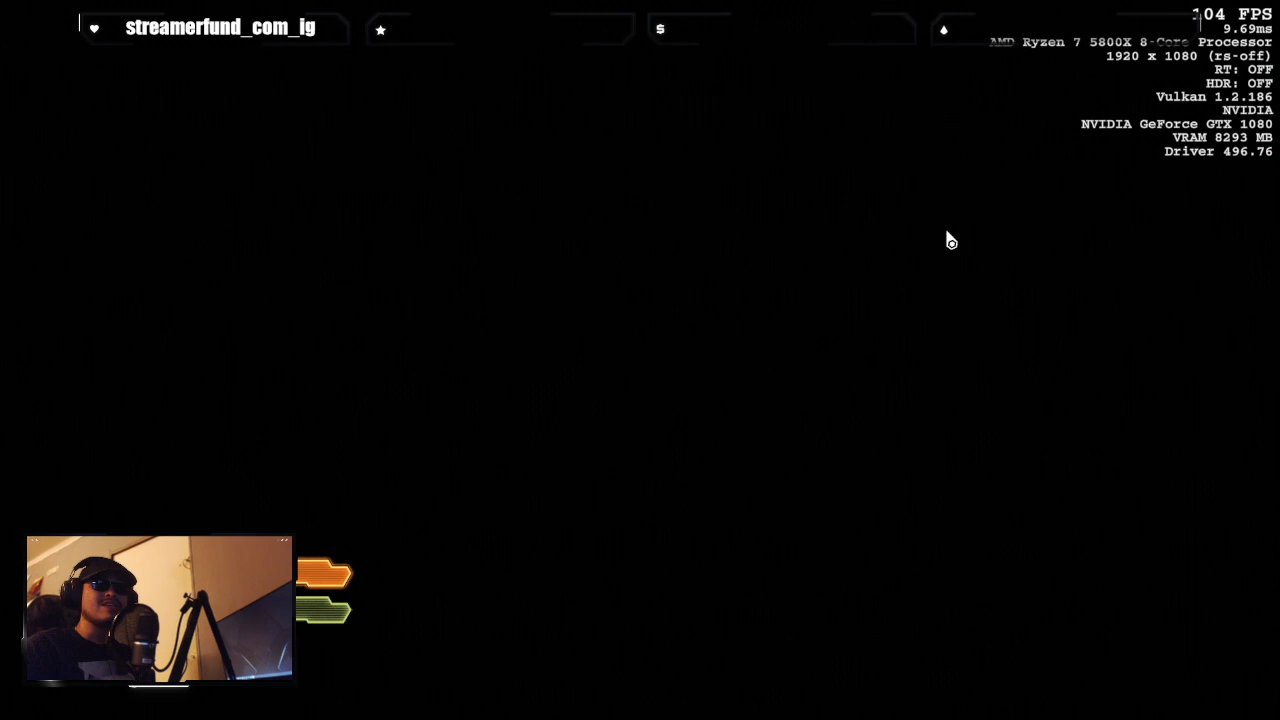 streamerfund_com_ig
$
104 FPS
9.69ms
AMD Ryzen 7 5800X 8-Core Processor
1920 x 1080 (rs-off)
RT: OFF
HDR: OFF
Vulkan 1.2.186
NVIDIA
NVIDIA GeForce GTX 1080
VRAM 8293 MB
Driver 496.76